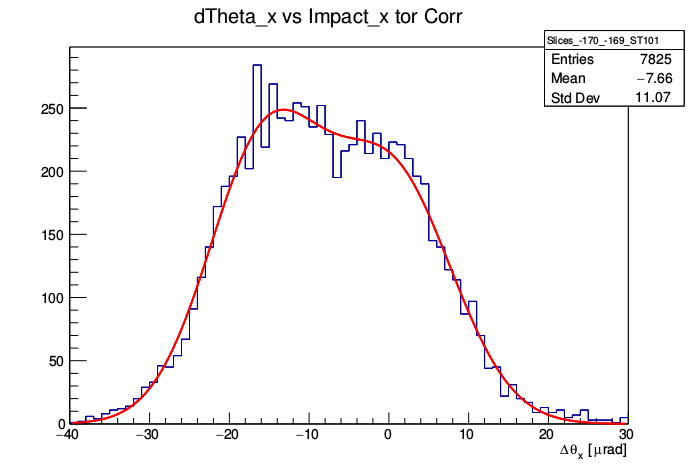 dTheta_x vs Impact_x tor Corr
Slices_-170_-169_ST101
Entries 7825
Mean −7.66
Std Dev 11.07
250
200
150
100
50
0
−40 −30 −20 −10 0 10 20 30
Δθx [μrad]